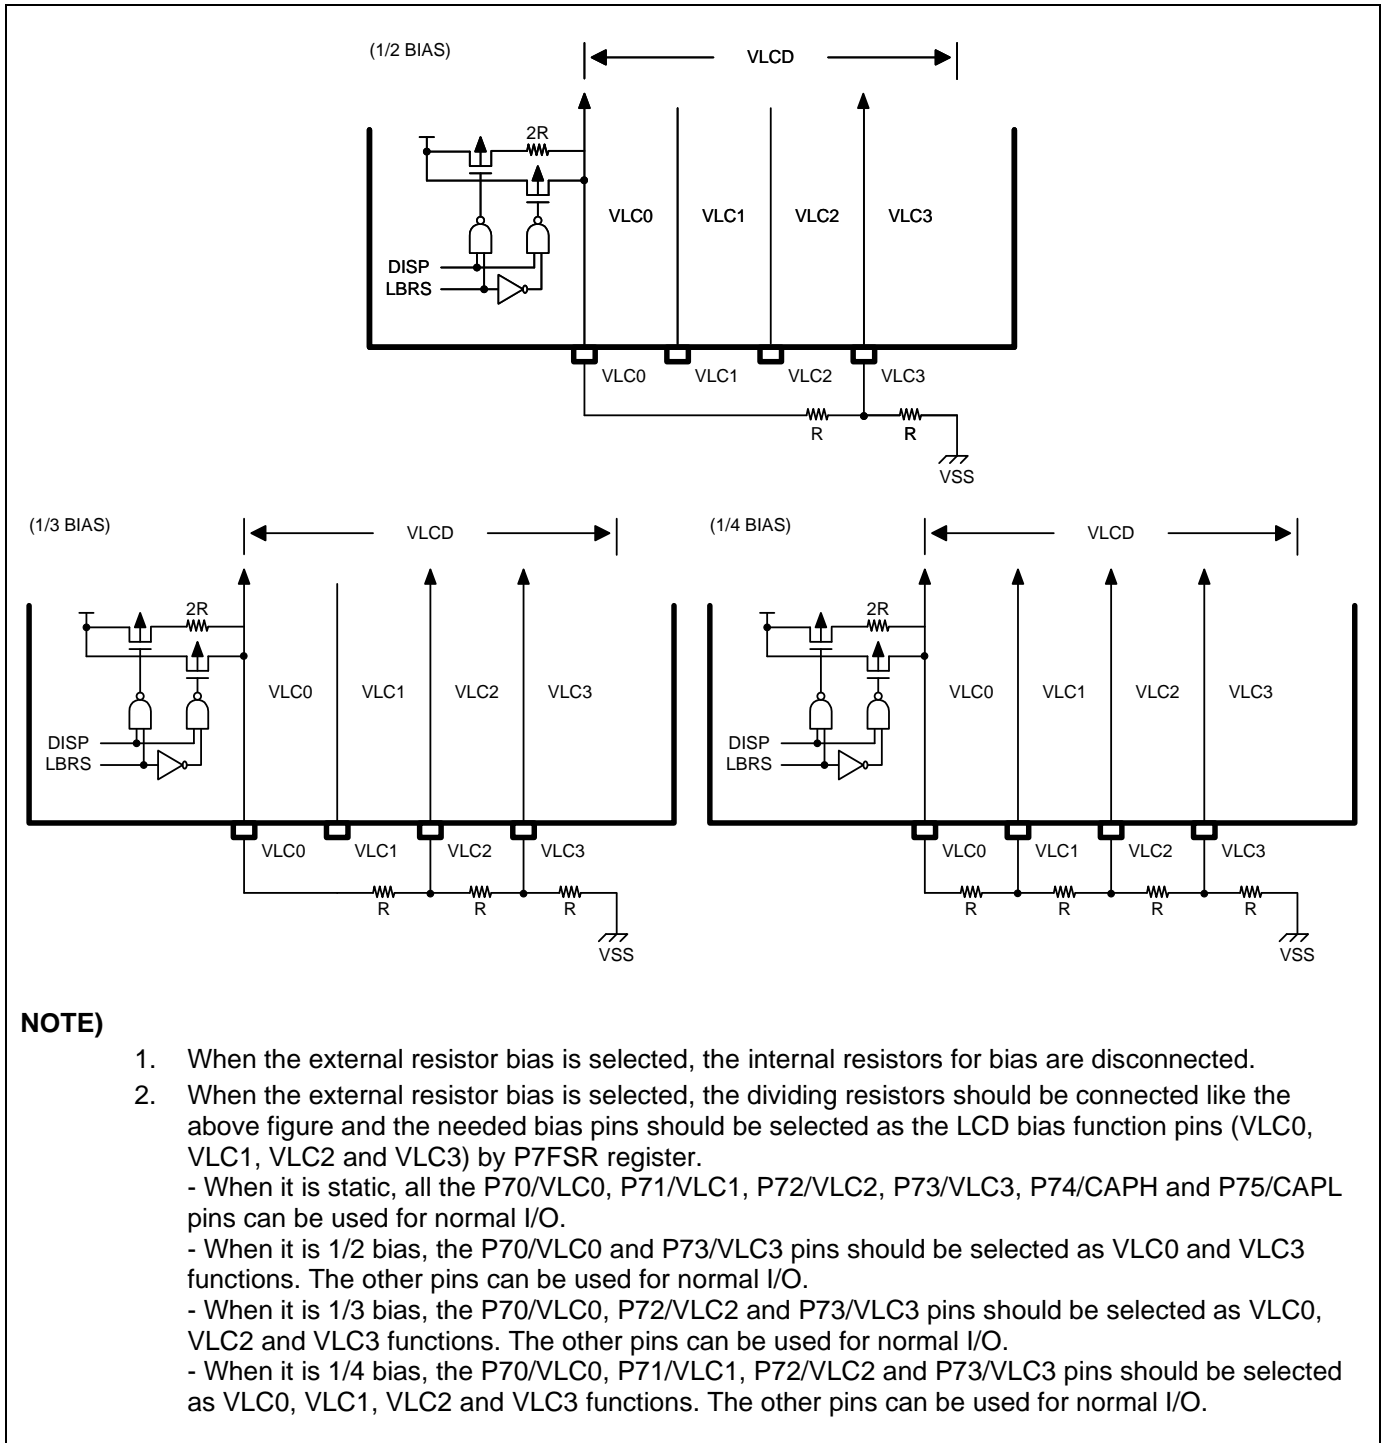 (1/2 BIAS)
VLCD
2R
VLC0 VLC1 VLC2 VLC3
DISP
LBRS
VLC0 VLC1 VLC2 VLC3
R R
VSS
(1/3 BIAS)
VLCD
2R
VLC0 VLC1 VLC2 VLC3
DISP
LBRS
VLC0 VLC1 VLC2 VLC3
R R R
VSS
(1/4 BIAS)
VLCD
2R
VLC0 VLC1 VLC2 VLC3
DISP
LBRS
VLC0 VLC1 VLC2 VLC3
R R R R
VSS
NOTE)
1. When the external resistor bias is selected, the internal resistors for bias are disconnected.
2. When the external resistor bias is selected, the dividing resistors should be connected like the
above figure and the needed bias pins should be selected as the LCD bias function pins (VLC0,
VLC1, VLC2 and VLC3) by P7FSR register.
- When it is static, all the P70/VLC0, P71/VLC1, P72/VLC2, P73/VLC3, P74/CAPH and P75/CAPL
pins can be used for normal I/O.
- When it is 1/2 bias, the P70/VLC0 and P73/VLC3 pins should be selected as VLC0 and VLC3
functions. The other pins can be used for normal I/O.
- When it is 1/3 bias, the P70/VLC0, P72/VLC2 and P73/VLC3 pins should be selected as VLC0,
VLC2 and VLC3 functions. The other pins can be used for normal I/O.
- When it is 1/4 bias, the P70/VLC0, P71/VLC1, P72/VLC2 and P73/VLC3 pins should be selected
as VLC0, VLC1, VLC2 and VLC3 functions. The other pins can be used for normal I/O.